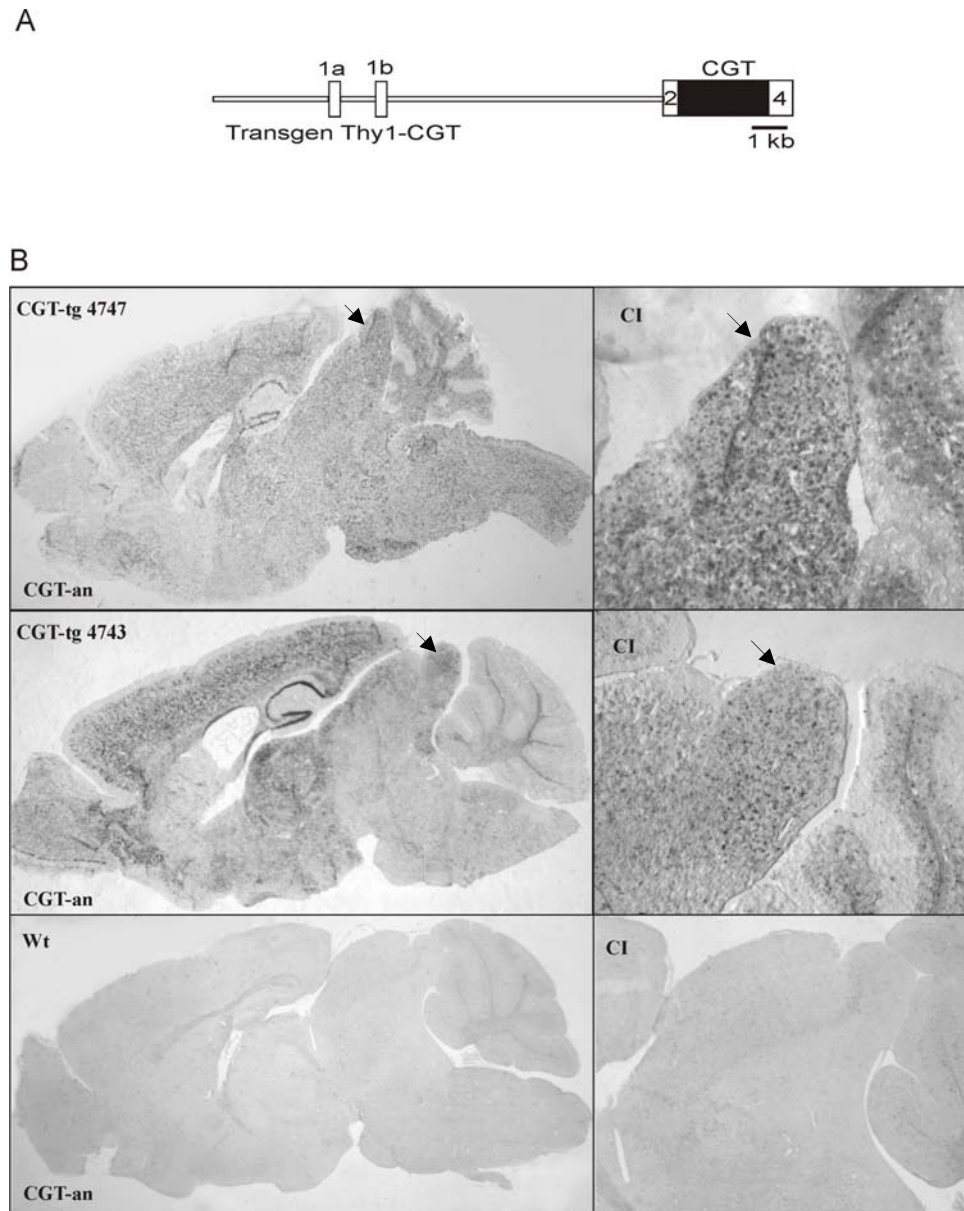 A
1a 1b CGT
2 4
Transgen Thy1-CGT
1 kb
B
CGT-tg 4747 CI
CGT-an
CGT-tg 4743 CI
CGT-an
Wt CI
CGT-an